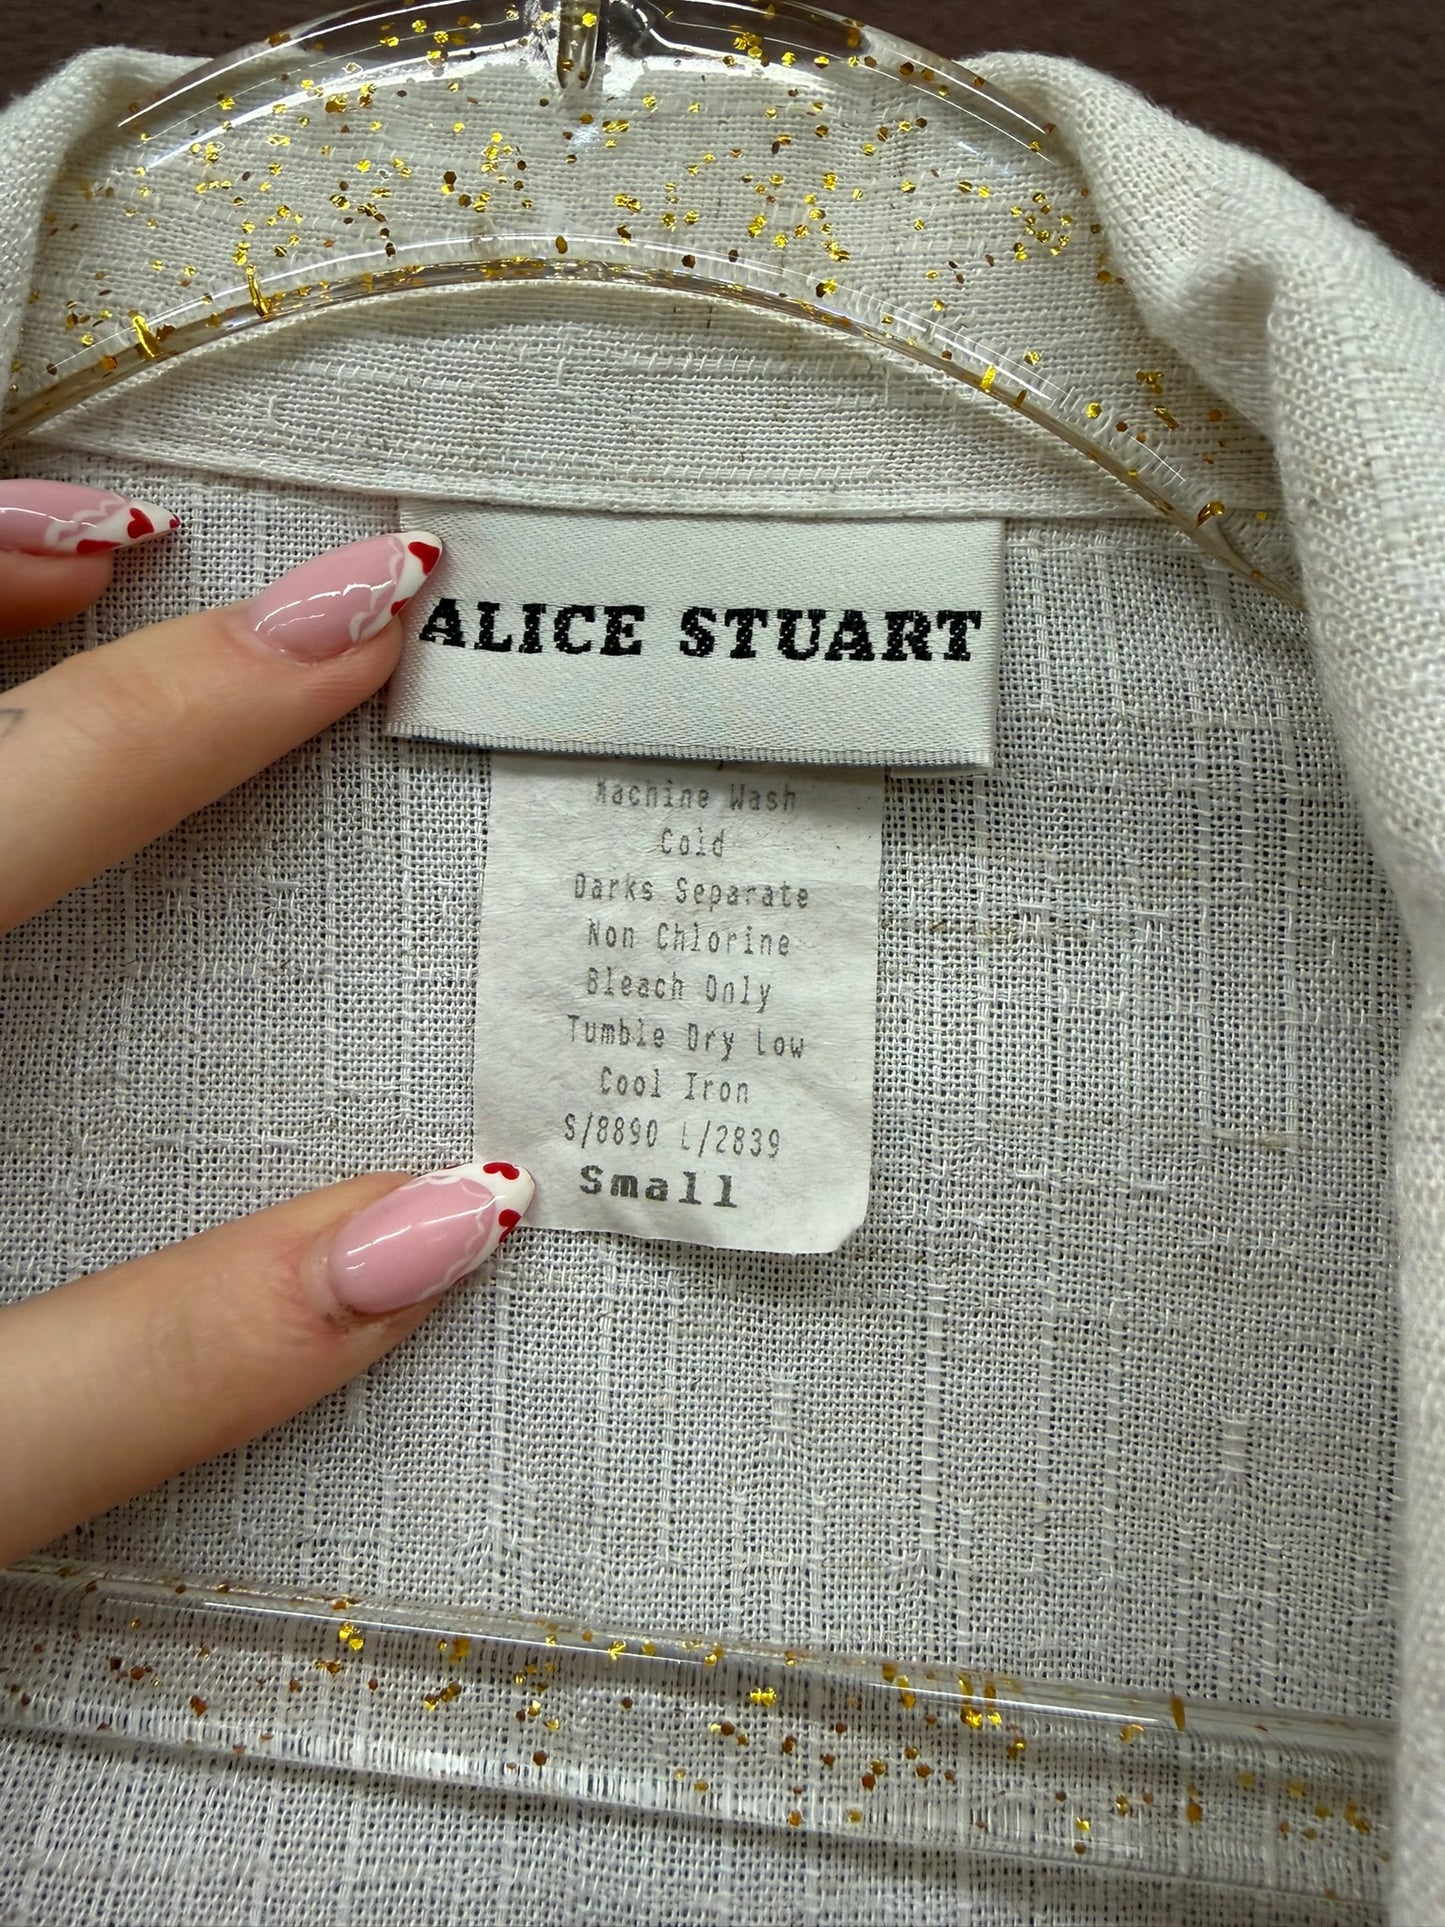 ALICE STUART
Machine Wash
Cold
Darks Separate
Non Chlorine
Bleach Only
Tumble Dry Low
Cool Iron
S/8890 L/2839
Small